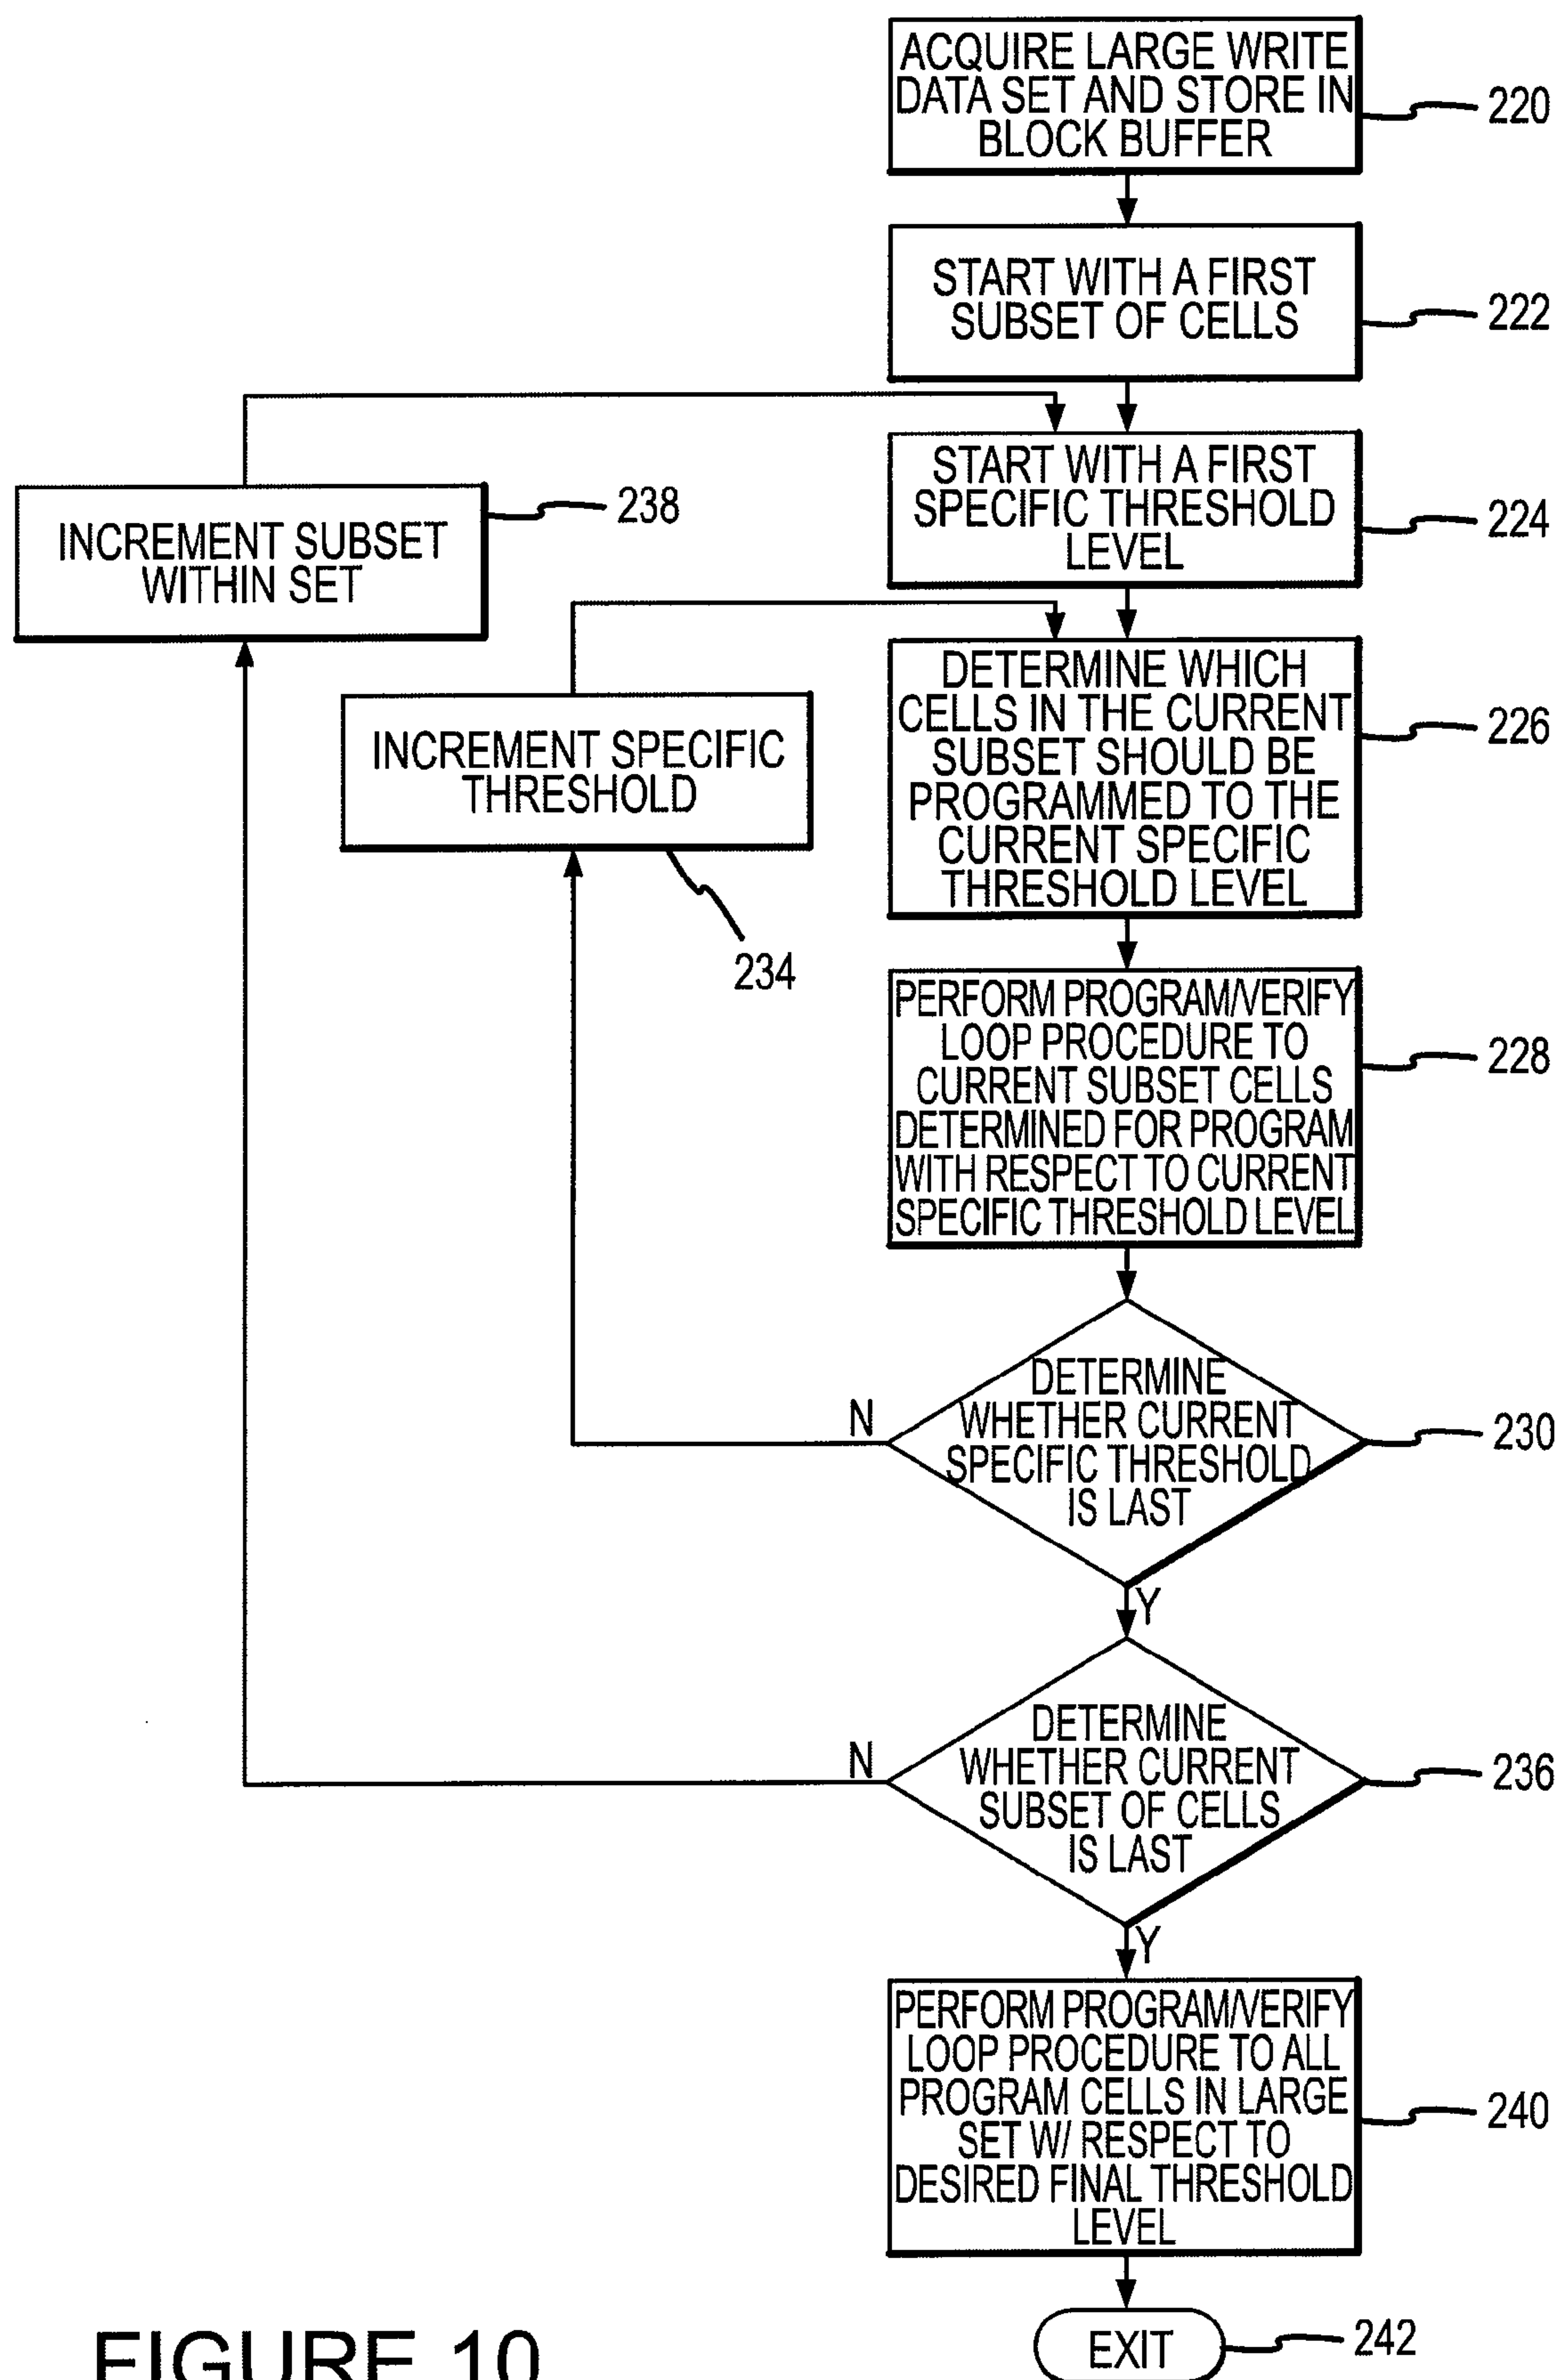 ACQUIRE LARGE WRITE
DATA SET AND STORE IN
BLOCK BUFFER
220
START WITH A FIRST
SUBSET OF CELLS
222
START WITH A FIRST
SPECIFIC THRESHOLD
LEVEL
224
INCREMENT SUBSET
WITHIN SET
238
DETERMINE WHICH
CELLS IN THE CURRENT
SUBSET SHOULD BE
PROGRAMMED TO THE
CURRENT SPECIFIC
THRESHOLD LEVEL
226
INCREMENT SPECIFIC
THRESHOLD
234
PERFORM PROGRAM/VERIFY
LOOP PROCEDURE TO
CURRENT SUBSET CELLS
DETERMINED FOR PROGRAM
WITH RESPECT TO CURRENT
SPECIFIC THRESHOLD LEVEL
228
DETERMINE
WHETHER CURRENT
SPECIFIC THRESHOLD
IS LAST
230
N
Y
DETERMINE
WHETHER CURRENT
SUBSET OF CELLS
IS LAST
236
N
Y
PERFORM PROGRAM/VERIFY
LOOP PROCEDURE TO ALL
PROGRAM CELLS IN LARGE
SET W/ RESPECT TO
DESIRED FINAL THRESHOLD
LEVEL
240
EXIT
242
FIGURE 10